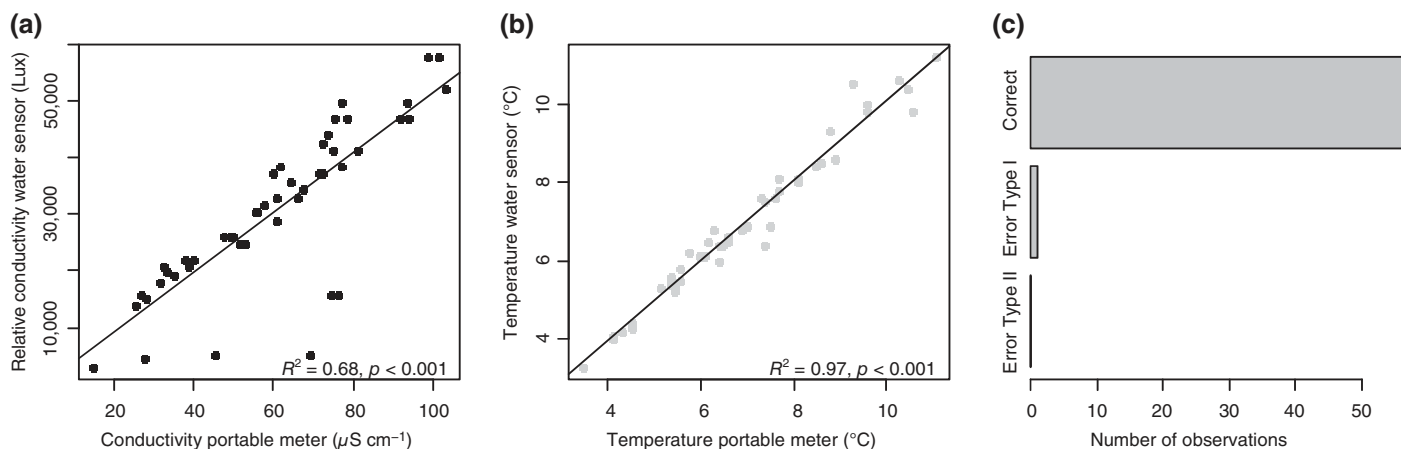 (a)
Relative conductivity water sensor (Lux)
50,000
30,000
10,000
R² = 0.68, p < 0.001
20 40 60 80 100
Conductivity portable meter (μS cm⁻¹)
(b)
Temperature water sensor (°C)
10
8
6
4
R² = 0.97, p < 0.001
4 6 8 10
Temperature portable meter (°C)
(c)
Correct
Error Type I
Error Type II
0 10 20 30 40 50
Number of observations